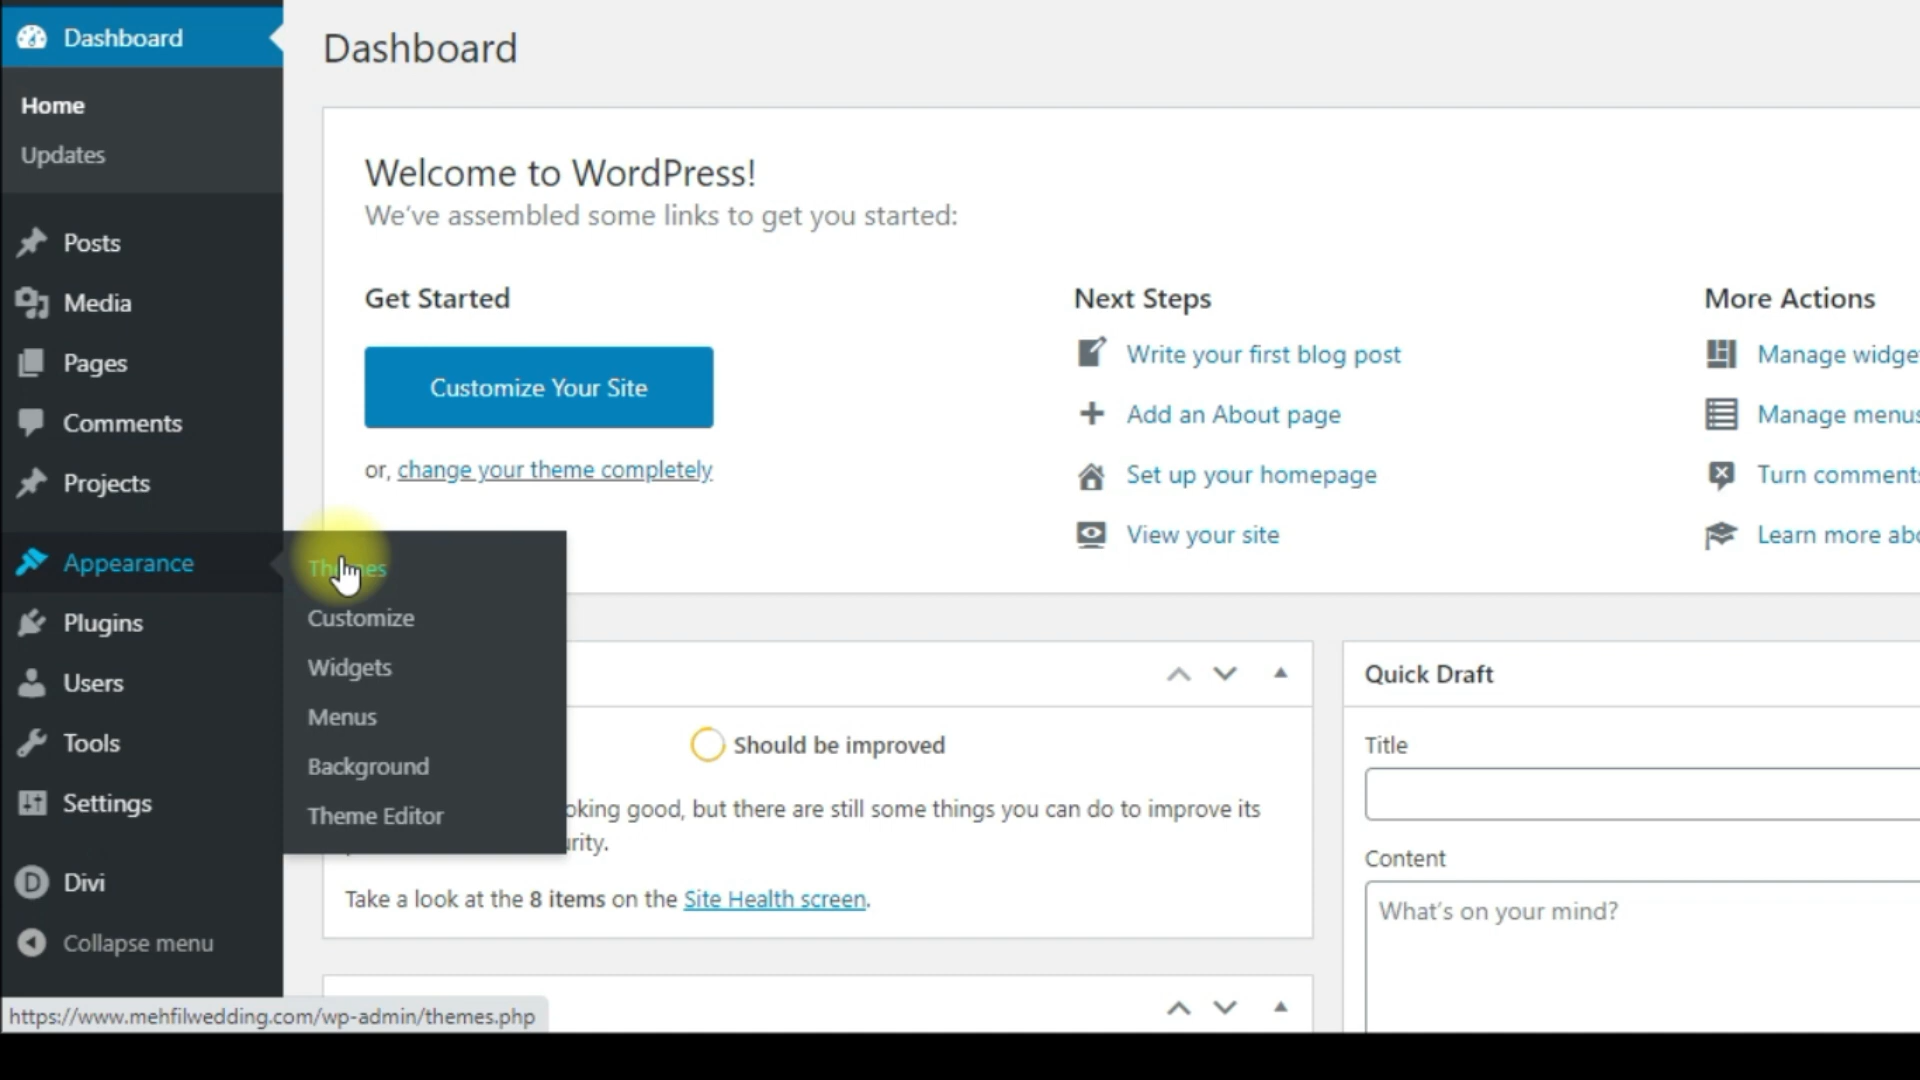 Dashboard
Home
Updates
Posts
Media
Pages
Comments
Projects
Appearance
Plugins
Users
Tools
Settings
Divi
Collapse menu
Themes
Customize
Widgets
Menus
Background
Theme Editor
Dashboard
Welcome to WordPress!
We've assembled some links to get you started:
Get Started
Customize Your Site
or, change your theme completely
Next Steps
Write your first blog post
Add an About page
Set up your homepage
View your site
More Actions
Manage widge
Manage menus
Turn comments
Learn more abo
Should be improved
oking good, but there are still some things you can do to improve its
rity.
Take a look at the 8 items on the Site Health screen.
Quick Draft
Title
Content
What's on your mind?
https://www.mehfilwedding.com/wp-admin/themes.php